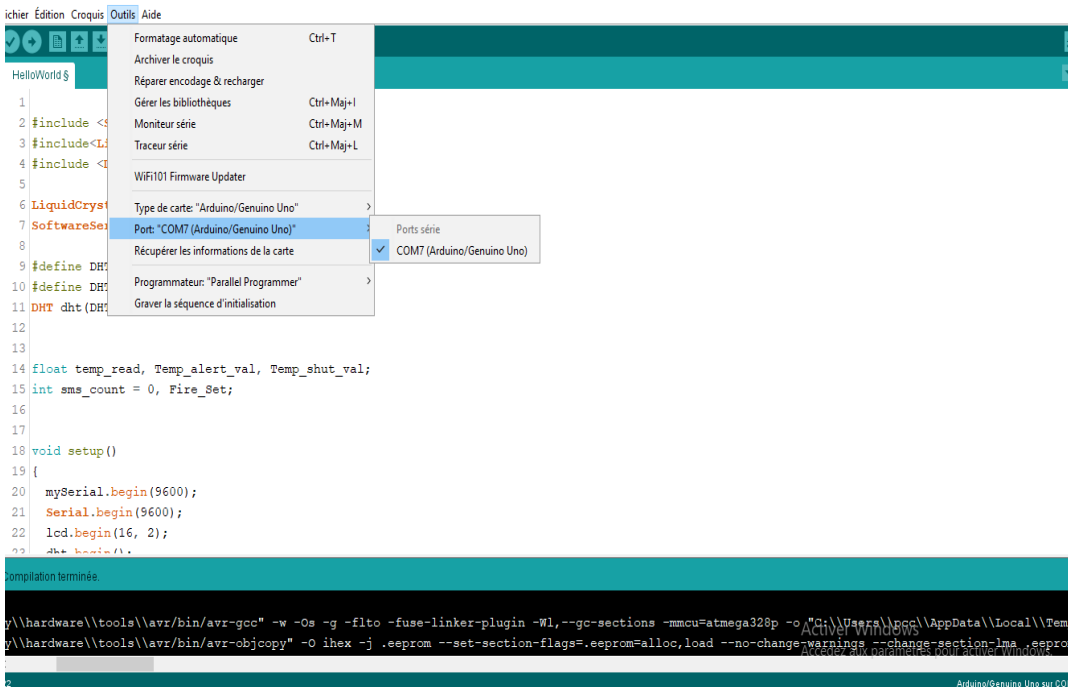 ichier Édition Croquis Outils Aide
HelloWorld §
Formatage automatique Ctrl+T
Archiver le croquis
Réparer encodage & recharger
Gérer les bibliothèques Ctrl+Maj+I
Moniteur série Ctrl+Maj+M
Traceur série Ctrl+Maj+L
WiFi101 Firmware Updater
Type de carte: "Arduino/Genuino Uno"
Port: "COM7 (Arduino/Genuino Uno)"
Récupérer les informations de la carte
Programmateur: "Parallel Programmer"
Graver la séquence d'initialisation
Ports série
COM7 (Arduino/Genuino Uno)
1
2 #include <S
3 #include<Li
4 #include <D
5
6 LiquidCryst
7 SoftwareSer
8
9 #define DHT
10 #define DHT
11 DHT dht(DHT
12
13
14 float temp_read, Temp_alert_val, Temp_shut_val;
15 int sms_count = 0, Fire_Set;
16
17
18 void setup()
19 {
20 mySerial.begin(9600);
21 Serial.begin(9600);
22 lcd.begin(16, 2);
23 dht.begin();
Compilation terminée.
y\\hardware\\tools\\avr/bin/avr-gcc" -w -Os -g -flto -fuse-linker-plugin -Wl,--gc-sections -mmcu=atmega328p -o "C:\\Users\\pcc\\AppData\\Local\\Tem
y\\hardware\\tools\\avr/bin/avr-objcopy" -O ihex -j .eeprom --set-section-flags=.eeprom=alloc,load --no-change-warnings --change-section-lma .eepro
Activer Windows
Accédez aux paramètres pour activer Windows.
Arduino/Genuino Uno sur CO